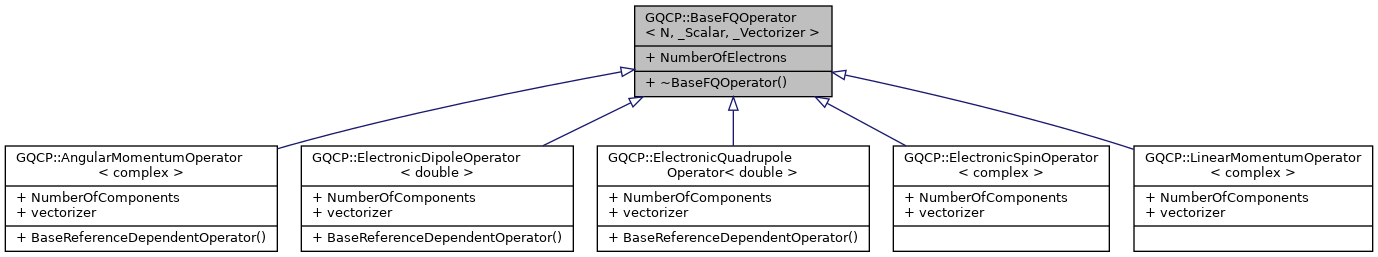 GQCP::BaseFQOperator
< N, _Scalar, _Vectorizer >
+ NumberOfElectrons
+ ~BaseFQOperator()
GQCP::AngularMomentumOperator
< complex >
+ NumberOfComponents
+ vectorizer
+ BaseReferenceDependentOperator()
GQCP::ElectronicDipoleOperator
< double >
+ NumberOfComponents
+ vectorizer
+ BaseReferenceDependentOperator()
GQCP::ElectronicQuadrupole
Operator< double >
+ NumberOfComponents
+ vectorizer
+ BaseReferenceDependentOperator()
GQCP::ElectronicSpinOperator
< complex >
+ NumberOfComponents
+ vectorizer
GQCP::LinearMomentumOperator
< complex >
+ NumberOfComponents
+ vectorizer